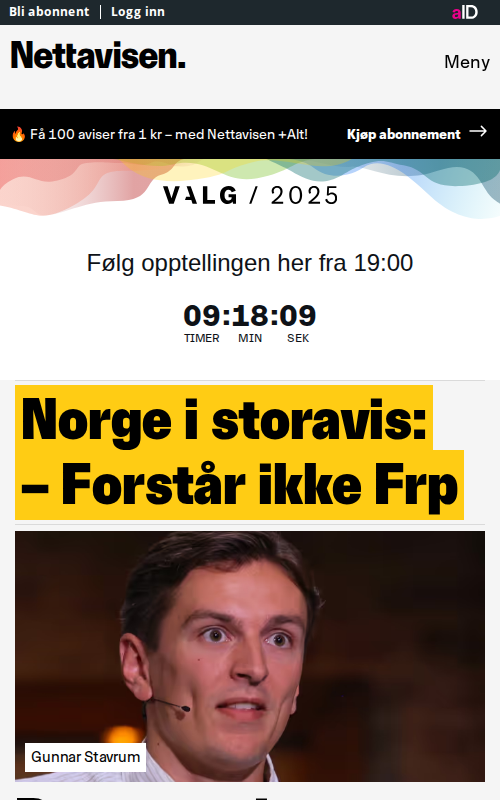 Bli abonnent | Logg inn
aID
Nettavisen.
Meny
🔥 Få 100 aviser fra 1 kr – med Nettavisen +Alt!
Kjøp abonnement →
VALG / 2025
Følg opptellingen her fra 19:00
09:18:09
TIMER MIN SEK
Norge i storavis:
– Forstår ikke Frp
Gunnar Stavrum